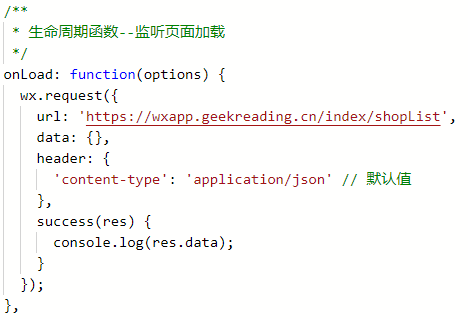 /**
 * 生命周期函数--监听页面加载
 */
onLoad: function(options) {
  wx.request({
    url: 'https://wxapp.geekreading.cn/index/shopList',
    data: {},
    header: {
      'content-type': 'application/json' // 默认值
    },
    success(res) {
      console.log(res.data);
    }
  });
},